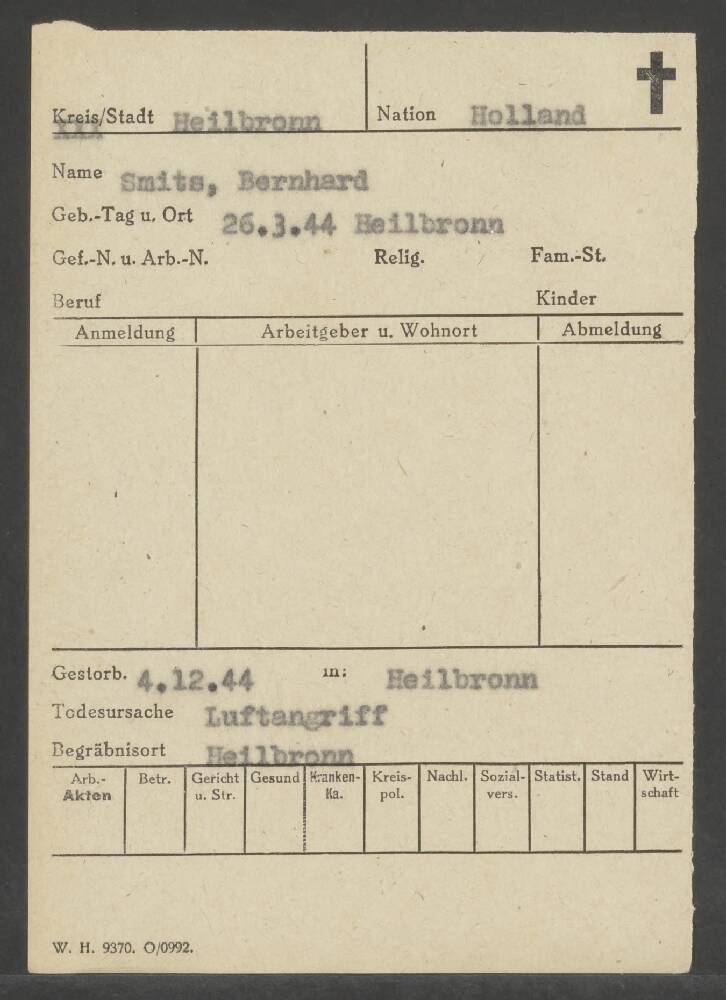 Kreis/Stadt Heilbronn Nation Holland
XXX
Name Smits, Bernhard
Geb.-Tag u. Ort 26.3.44 Heilbronn
Gef.-N. u. Arb.-N. Relig. Fam.-St.
Beruf Kinder
Anmeldung Arbeitgeber u. Wohnort Abmeldung
Gestorb. 4.12.44 in: Heilbronn
Todesursache Luftangriff
Begräbnisort Heilbronn
Arb.- Betr. Gericht Gesund Kranken- Kreis- Nachl. Sozial- Statist. Stand Wirt-
Akten u. Str. Ka. pol. vers. schaft
W. H. 9370. O/0992.